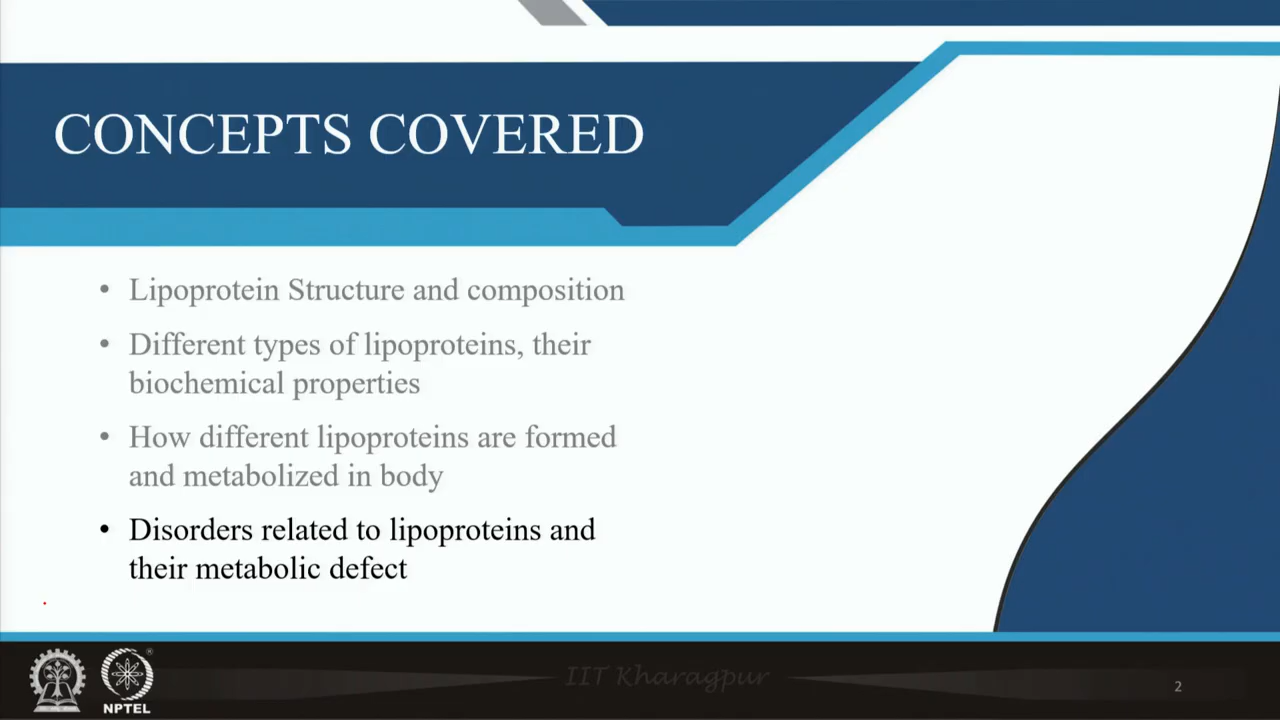 CONCEPTS COVERED
• Lipoprotein Structure and composition
• Different types of lipoproteins, their
biochemical properties
• How different lipoproteins are formed
and metabolized in body
• Disorders related to lipoproteins and
their metabolic defect
IIT Kharagpur
®
NPTEL
2